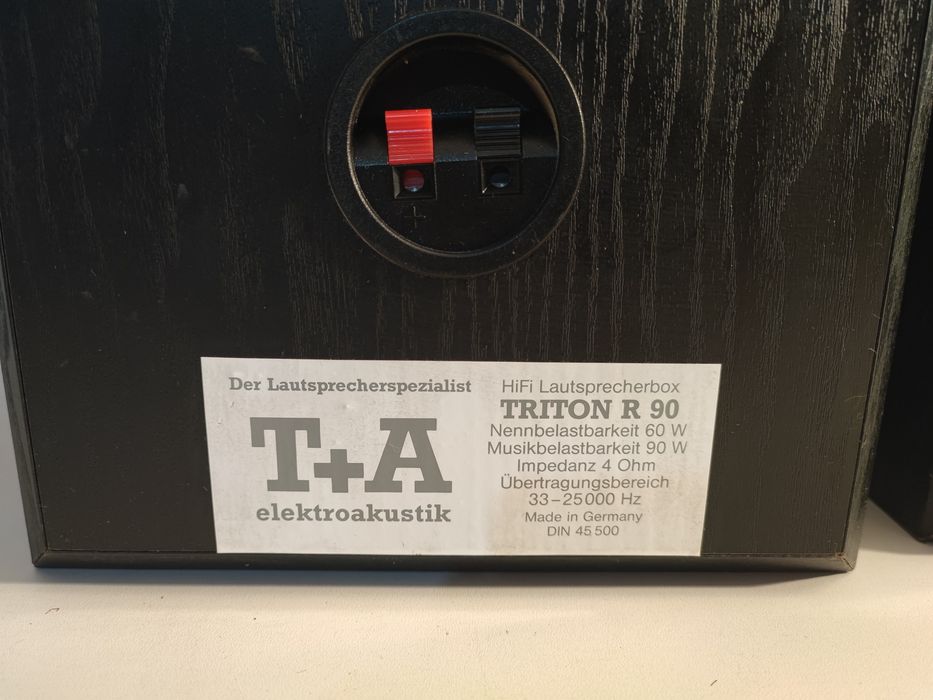 +
Der Lautsprecherspezialist
T+A
elektroakustik
HiFi Lautsprecherbox
TRITON R 90
Nennbelastbarkeit 60 W
Musikbelastbarkeit 90 W
Impedanz 4 Ohm
Übertragungsbereich
33–25000 Hz
Made in Germany
DIN 45500